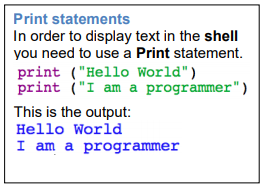 Print statements
In order to display text in the shell
you need to use a Print statement.
print ("Hello World")
print ("I am a programmer")
This is the output:
Hello World
I am a programmer